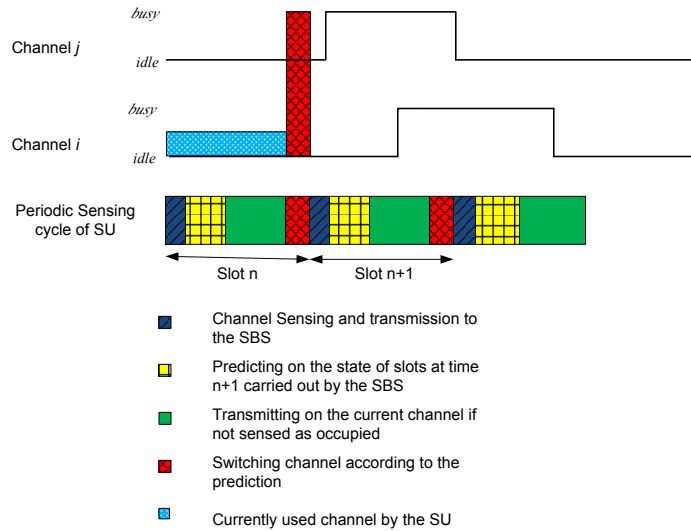 busy
Channel j
idle
busy
Channel i
idle
Periodic Sensing
cycle of SU
Slot n
Slot n+1
Channel Sensing and transmission to
the SBS
Predicting on the state of slots at time
n+1 carried out by the SBS
Transmitting on the current channel if
not sensed as occupied
Switching channel according to the
prediction
Currently used channel by the SU